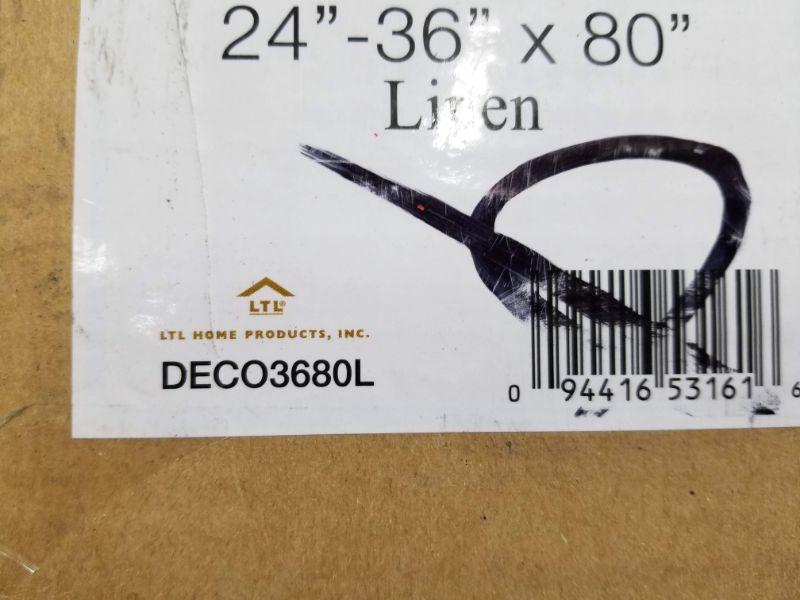 24”-36” x 80”
Linen
LTL®
LTL HOME PRODUCTS, INC.
DECO3680L
0 94416 53161 6